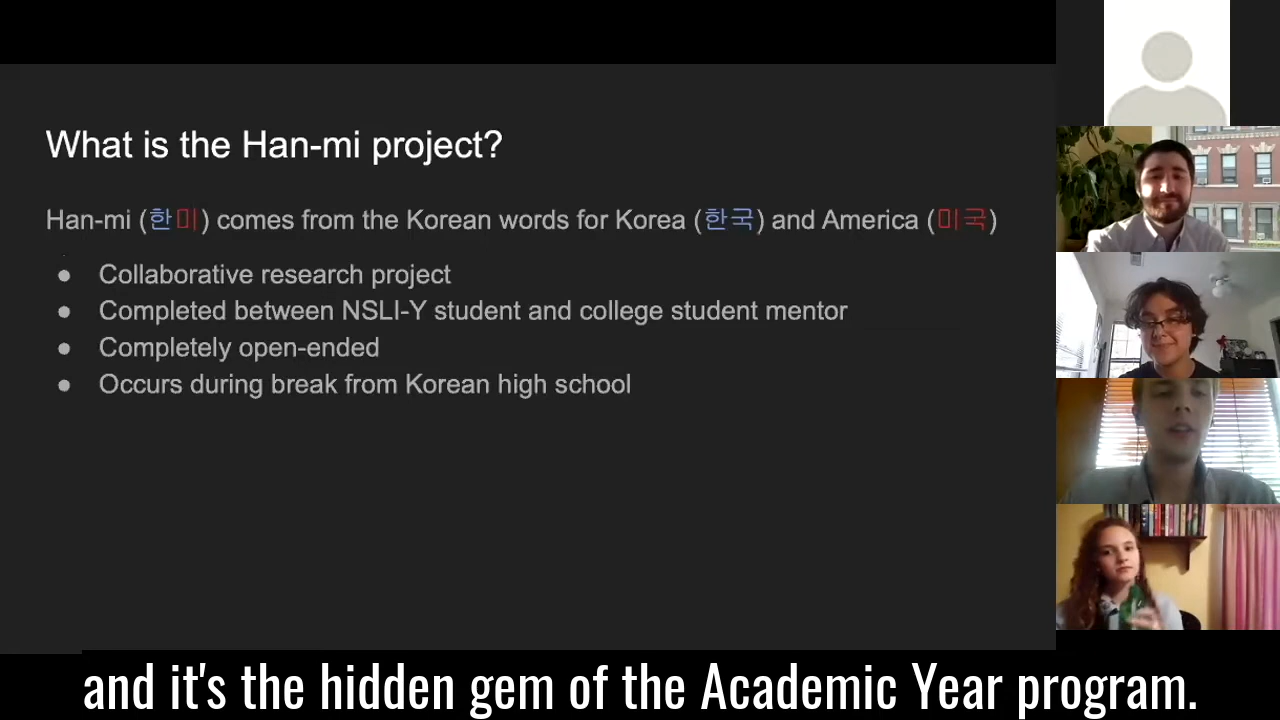 What is the Han-mi project?
Han-mi (한미) comes from the Korean words for Korea (한국) and America (미국)
● Collaborative research project
● Completed between NSLI-Y student and college student mentor
● Completely open-ended
● Occurs during break from Korean high school
and it's the hidden gem of the Academic Year program.